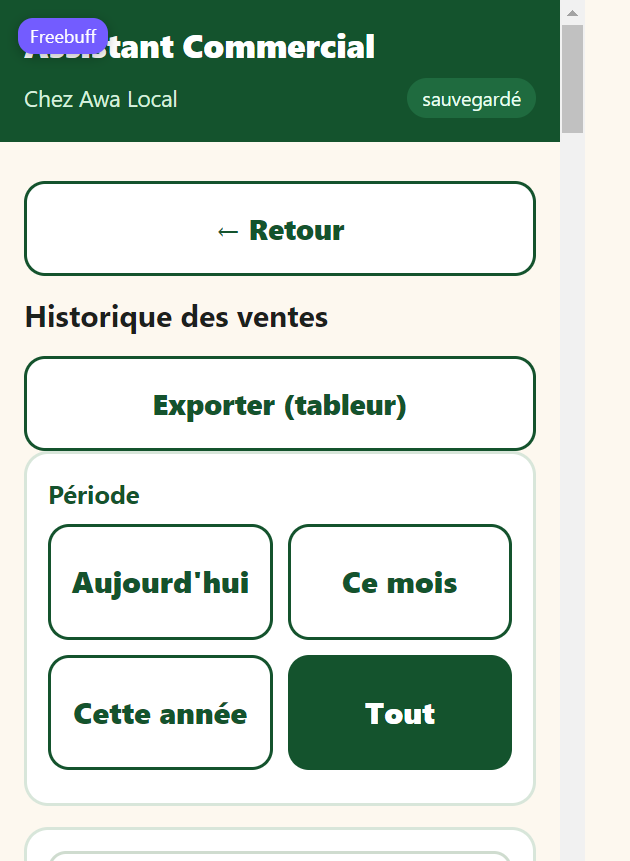 Freebuff
Assistant Commercial
Chez Awa Local
sauvegardé
← Retour
Historique des ventes
Exporter (tableur)
Période
Aujourd'hui
Ce mois
Cette année
Tout